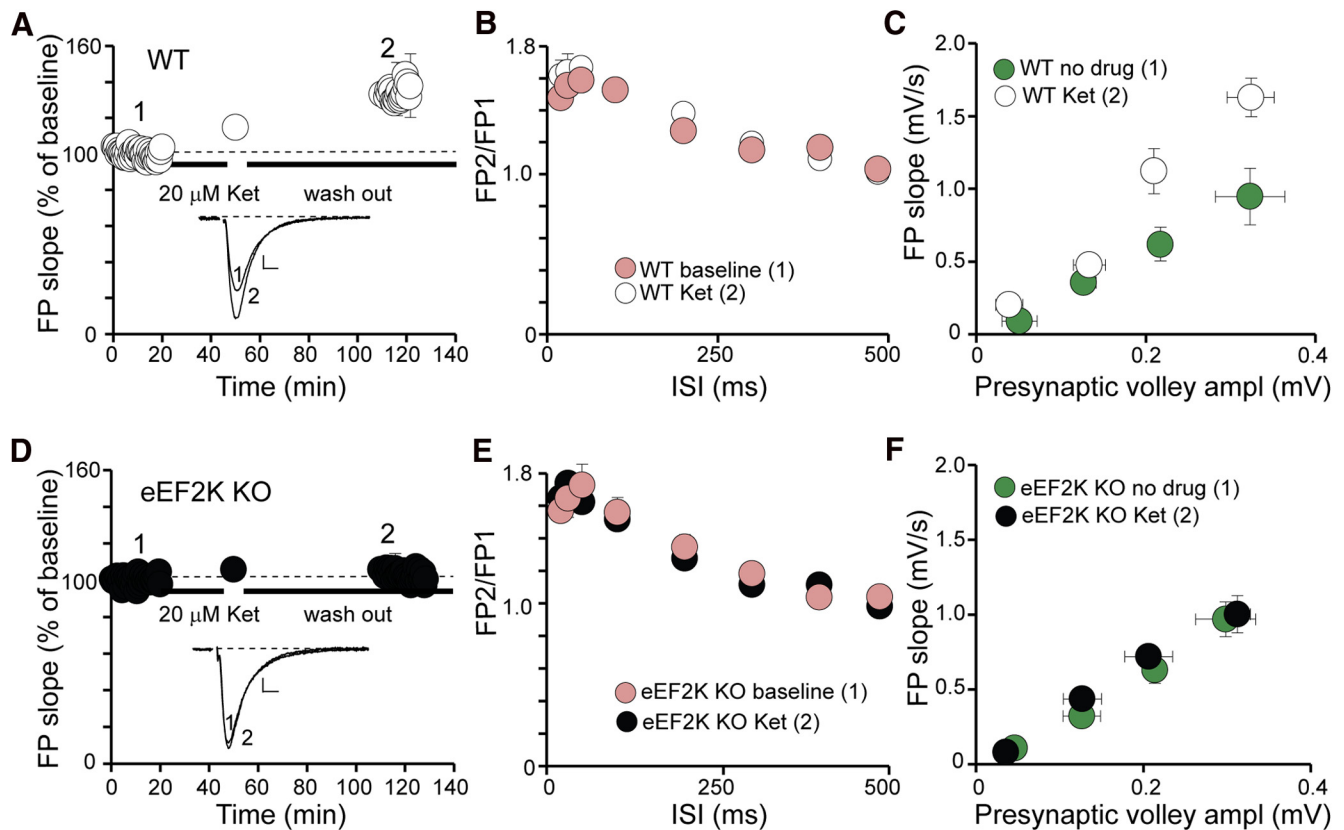 A
WT
FP slope (% of baseline)
160
100
0
1
2
20 μM Ket
wash out
1
2
0 20 40 60 80 100 120 140
Time (min)
B
FP2/FP1
1.8
1.0
0
WT baseline (1)
WT Ket (2)
0 250 500
ISI (ms)
C
FP slope (mV/s)
2.0
1.5
1.0
0.5
0
WT no drug (1)
WT Ket (2)
0 0.2 0.4
Presynaptic volley ampl (mV)
D
eEF2K KO
FP slope (% of baseline)
160
100
0
1
2
20 μM Ket
wash out
1
2
0 20 40 60 80 100 120 140
Time (min)
E
FP2/FP1
1.8
1.0
0
eEF2K KO baseline (1)
eEF2K KO Ket (2)
0 250 500
ISI (ms)
F
FP slope (mV/s)
2.0
1.5
1.0
0.5
0
eEF2K KO no drug (1)
eEF2K KO Ket (2)
0 0.2 0.4
Presynaptic volley ampl (mV)